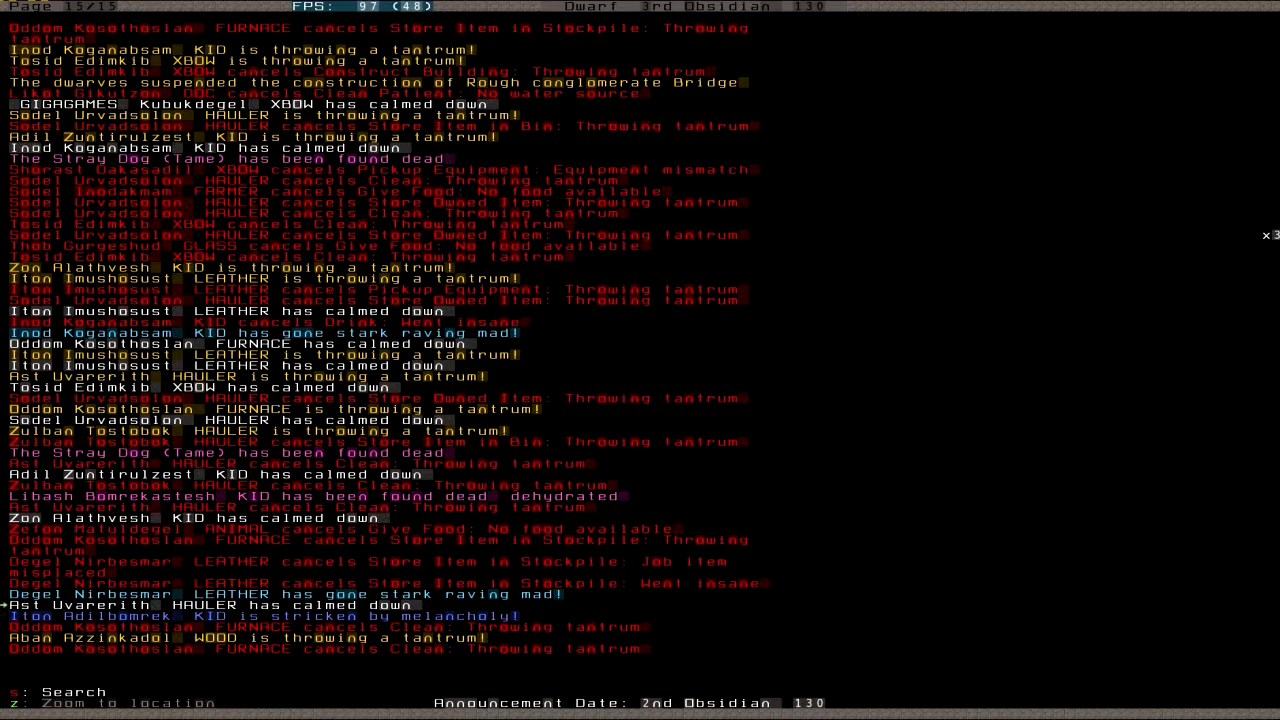 Page 15/15 FPS: 97 (48) Dwarf 3rd Obsidian 130
Oddom Kosothoslan FURNACE cancels Store Item in Stockpile: Throwing
tantrum
Inod Koganabsam KID is throwing a tantrum!
Tosid Edimkib XBOW is throwing a tantrum!
Tosid Edimkib XBOW cancels Construct Building: Throwing tantrum
The dwarves suspended the construction of Rough conglomerate Bridge
Likot Gikutzon DOC cancels Clean Patient: No water source
GIGAGAMES Kubukdegel XBOW has calmed down
Sodel Urvadsolon HAULER is throwing a tantrum!
Sodel Urvadsolon HAULER cancels Store Item in Bin: Throwing tantrum
Adil Zuntirulzest KID is throwing a tantrum!
Inod Koganabsam KID has calmed down
The Stray Dog (Tame) has been found dead
Shorast Oakasadil XBOW cancels Pickup Equipment: Equipment mismatch
Sodel Urvadsolon HAULER cancels Clean: Throwing tantrum
Sodel Inodakmam FARMER cancels Give Food: No food available
Sodel Urvadsolon HAULER cancels Store Owned Item: Throwing tantrum
Sodel Urvadsolon HAULER cancels Clean: Throwing tantrum
Tosid Edimkib XBOW cancels Clean: Throwing tantrum
Sodel Urvadsolon HAULER cancels Store Owned Item: Throwing tantrum
Thob Gurgeshud GLASS cancels Give Food: No food available
Tosid Edimkib XBOW cancels Clean: Throwing tantrum
Zon Alathvesh KID is throwing a tantrum!
Iton Imushosust LEATHER is throwing a tantrum!
Iton Imushosust LEATHER cancels Pickup Equipment: Throwing tantrum
Sodel Urvadsolon HAULER cancels Store Owned Item: Throwing tantrum
Iton Imushosust LEATHER has calmed down
Inod Koganabsam KID cancels Drink: Went insane
Inod Koganabsam KID has gone stark raving mad!
Oddom Kosothoslan FURNACE has calmed down
Iton Imushosust LEATHER is throwing a tantrum!
Iton Imushosust LEATHER has calmed down
Ast Uvarerith HAULER is throwing a tantrum!
Tosid Edimkib XBOW has calmed down
Sodel Urvadsolon HAULER cancels Store Owned Item: Throwing tantrum
Oddom Kosothoslan FURNACE is throwing a tantrum!
Sodel Urvadsolon HAULER has calmed down
Zulban Tostobok HAULER is throwing a tantrum!
Zulban Tostobok HAULER cancels Store Item in Bin: Throwing tantrum
The Stray Dog (Tame) has been found dead
Ast Uvarerith HAULER cancels Clean: Throwing tantrum
Adil Zuntirulzest KID has calmed down
Zulban Tostobok HAULER cancels Clean: Throwing tantrum
Libash Bomrekastesh KID has been found dead dehydrated
Ast Uvarerith HAULER cancels Clean: Throwing tantrum
Zon Alathvesh KID has calmed down
Zefon Matuldegel ANIMAL cancels Give Food: No food available
Oddom Kosothoslan FURNACE cancels Store Item in Stockpile: Throwing
tantrum
Degel Nirbesmar LEATHER cancels Store Item in Stockpile: Job item
misplaced
Degel Nirbesmar LEATHER cancels Store Item in Stockpile: Went insane
Degel Nirbesmar LEATHER has gone stark raving mad!
Ast Uvarerith HAULER has calmed down
Iton Adilbomrek KID is stricken by melancholy!
Oddom Kosothoslan FURNACE cancels Clean: Throwing tantrum
Aban Azzinkadol WOOD is throwing a tantrum!
Oddom Kosothoslan FURNACE cancels Clean: Throwing tantrum
x3
s: Search
z: Zoom to location Announcement Date: 2nd Obsidian 130